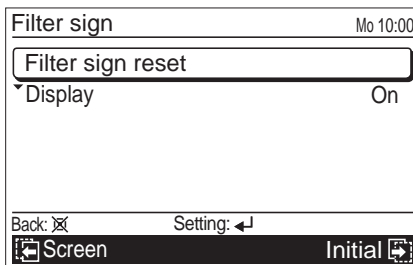 Filter sign Mo 10:00
Filter sign reset
Display On
Back: Setting:
Screen Initial